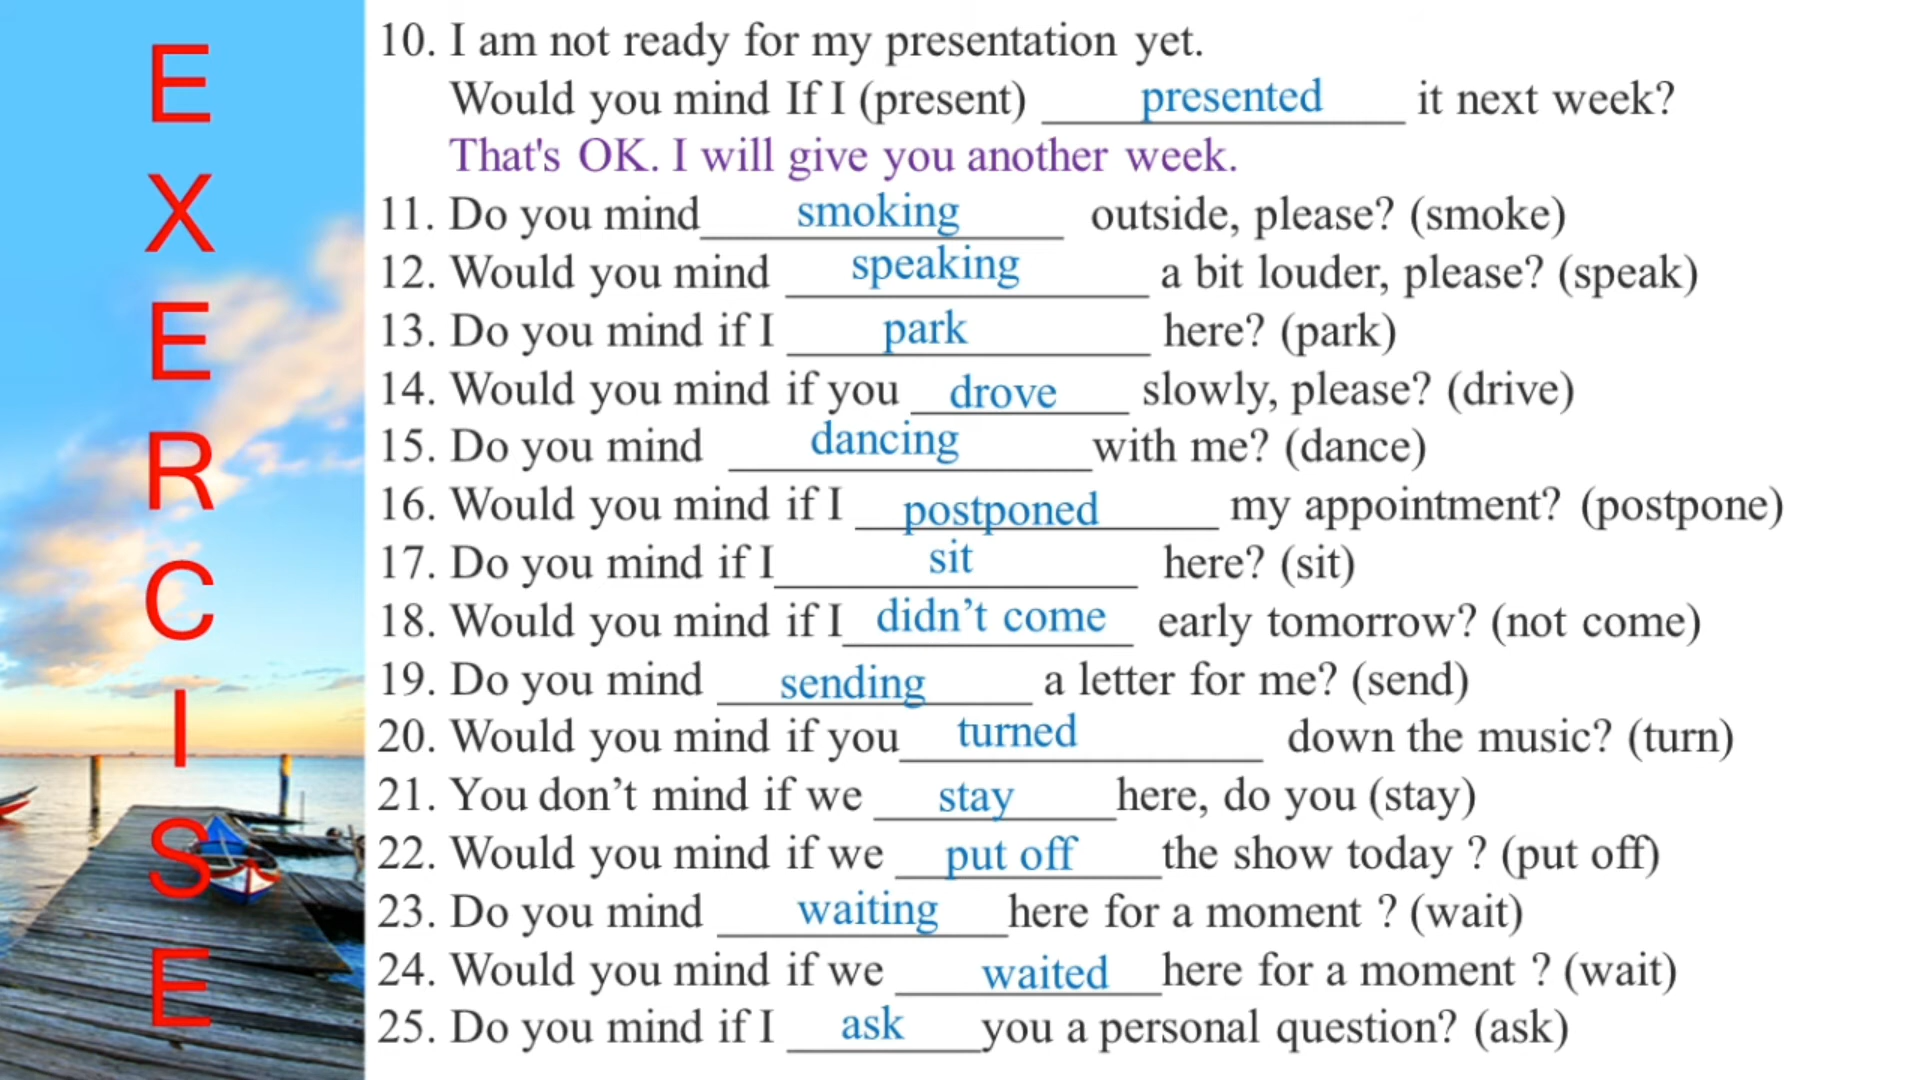 EXERCISE
10. I am not ready for my presentation yet.
Would you mind If I (present) presented it next week?
That's OK. I will give you another week.
11. Do you mind smoking outside, please? (smoke)
12. Would you mind speaking a bit louder, please? (speak)
13. Do you mind if I park here? (park)
14. Would you mind if you drove slowly, please? (drive)
15. Do you mind dancing with me? (dance)
16. Would you mind if I postponed my appointment? (postpone)
17. Do you mind if I sit here? (sit)
18. Would you mind if I didn’t come early tomorrow? (not come)
19. Do you mind sending a letter for me? (send)
20. Would you mind if you turned down the music? (turn)
21. You don’t mind if we stay here, do you (stay)
22. Would you mind if we put off the show today ? (put off)
23. Do you mind waiting here for a moment ? (wait)
24. Would you mind if we waited here for a moment ? (wait)
25. Do you mind if I ask you a personal question? (ask)